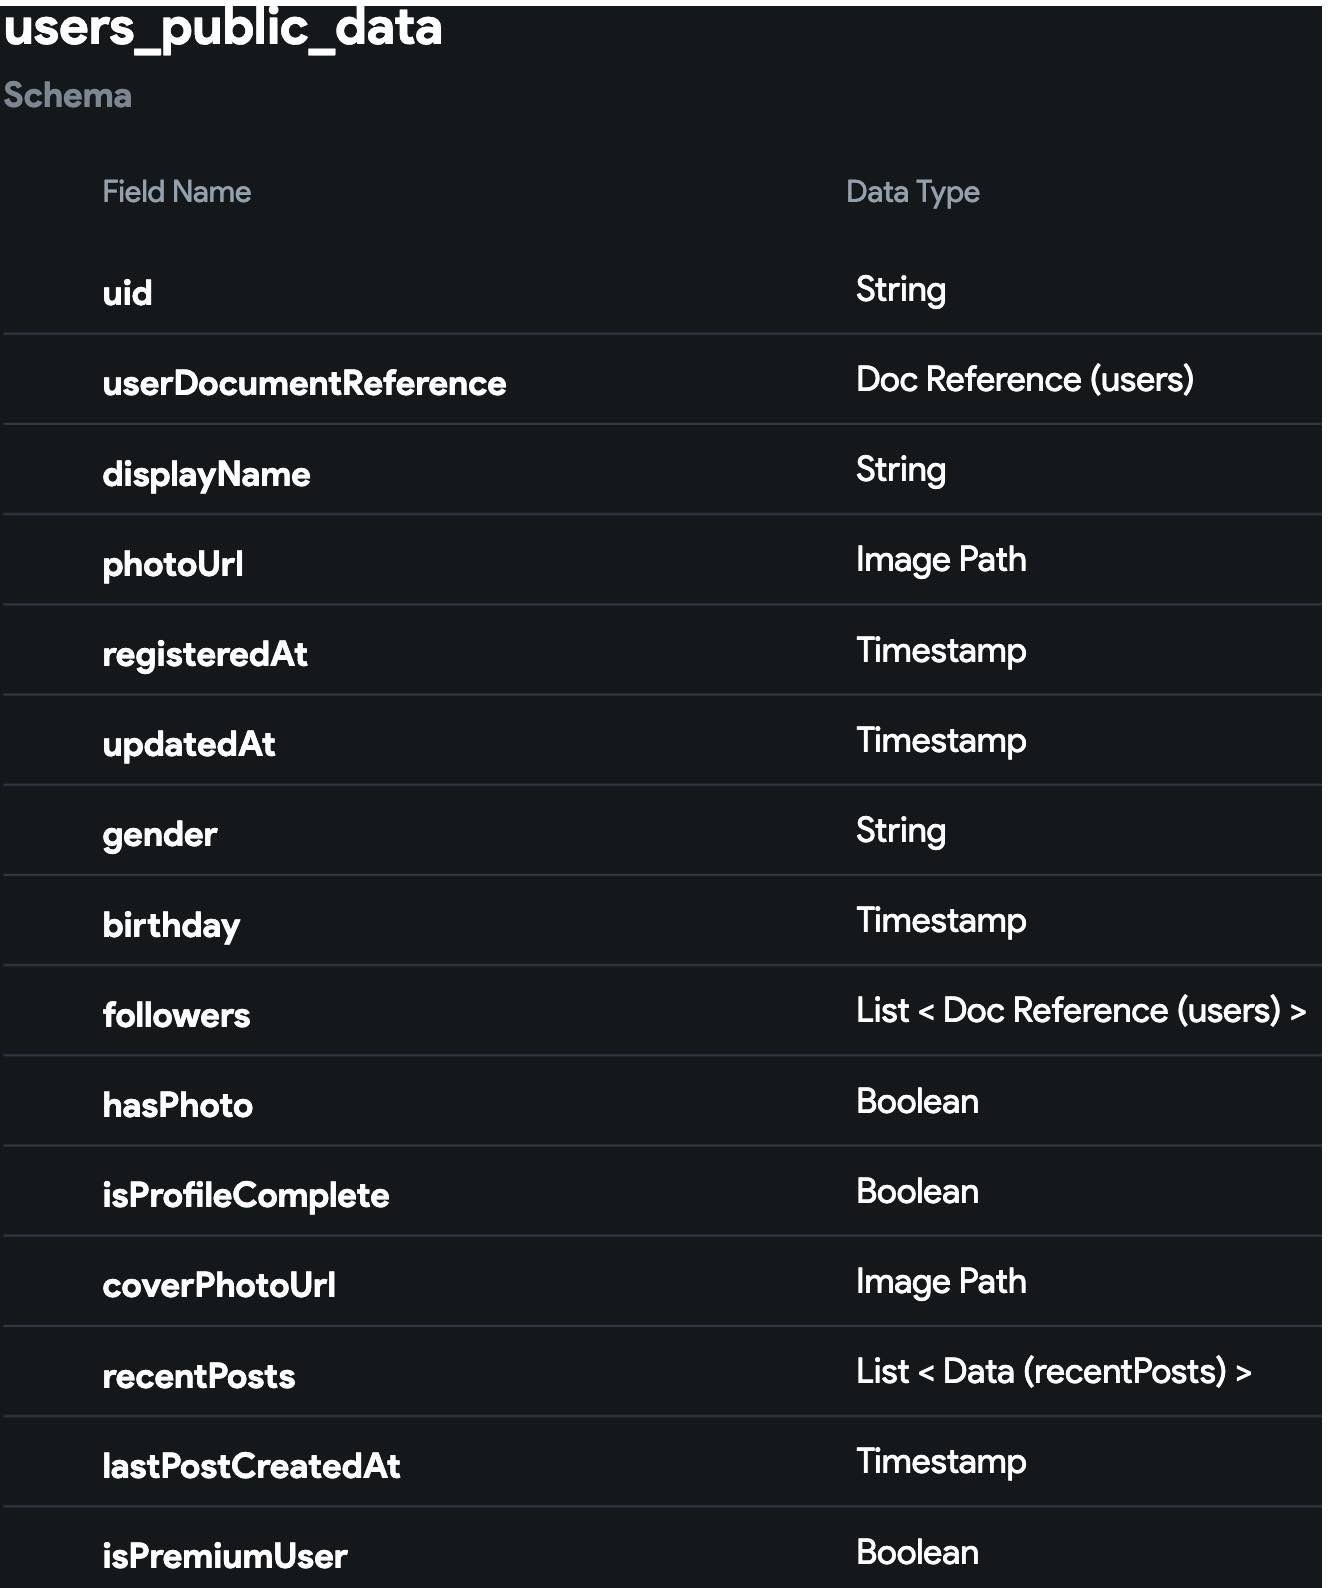 users_public_data
Schema
Field Name Data Type
uid String
userDocumentReference Doc Reference (users)
displayName String
photoUrl Image Path
registeredAt Timestamp
updatedAt Timestamp
gender String
birthday Timestamp
followers List < Doc Reference (users) >
hasPhoto Boolean
isProfileComplete Boolean
coverPhotoUrl Image Path
recentPosts List < Data (recentPosts) >
lastPostCreatedAt Timestamp
isPremiumUser Boolean